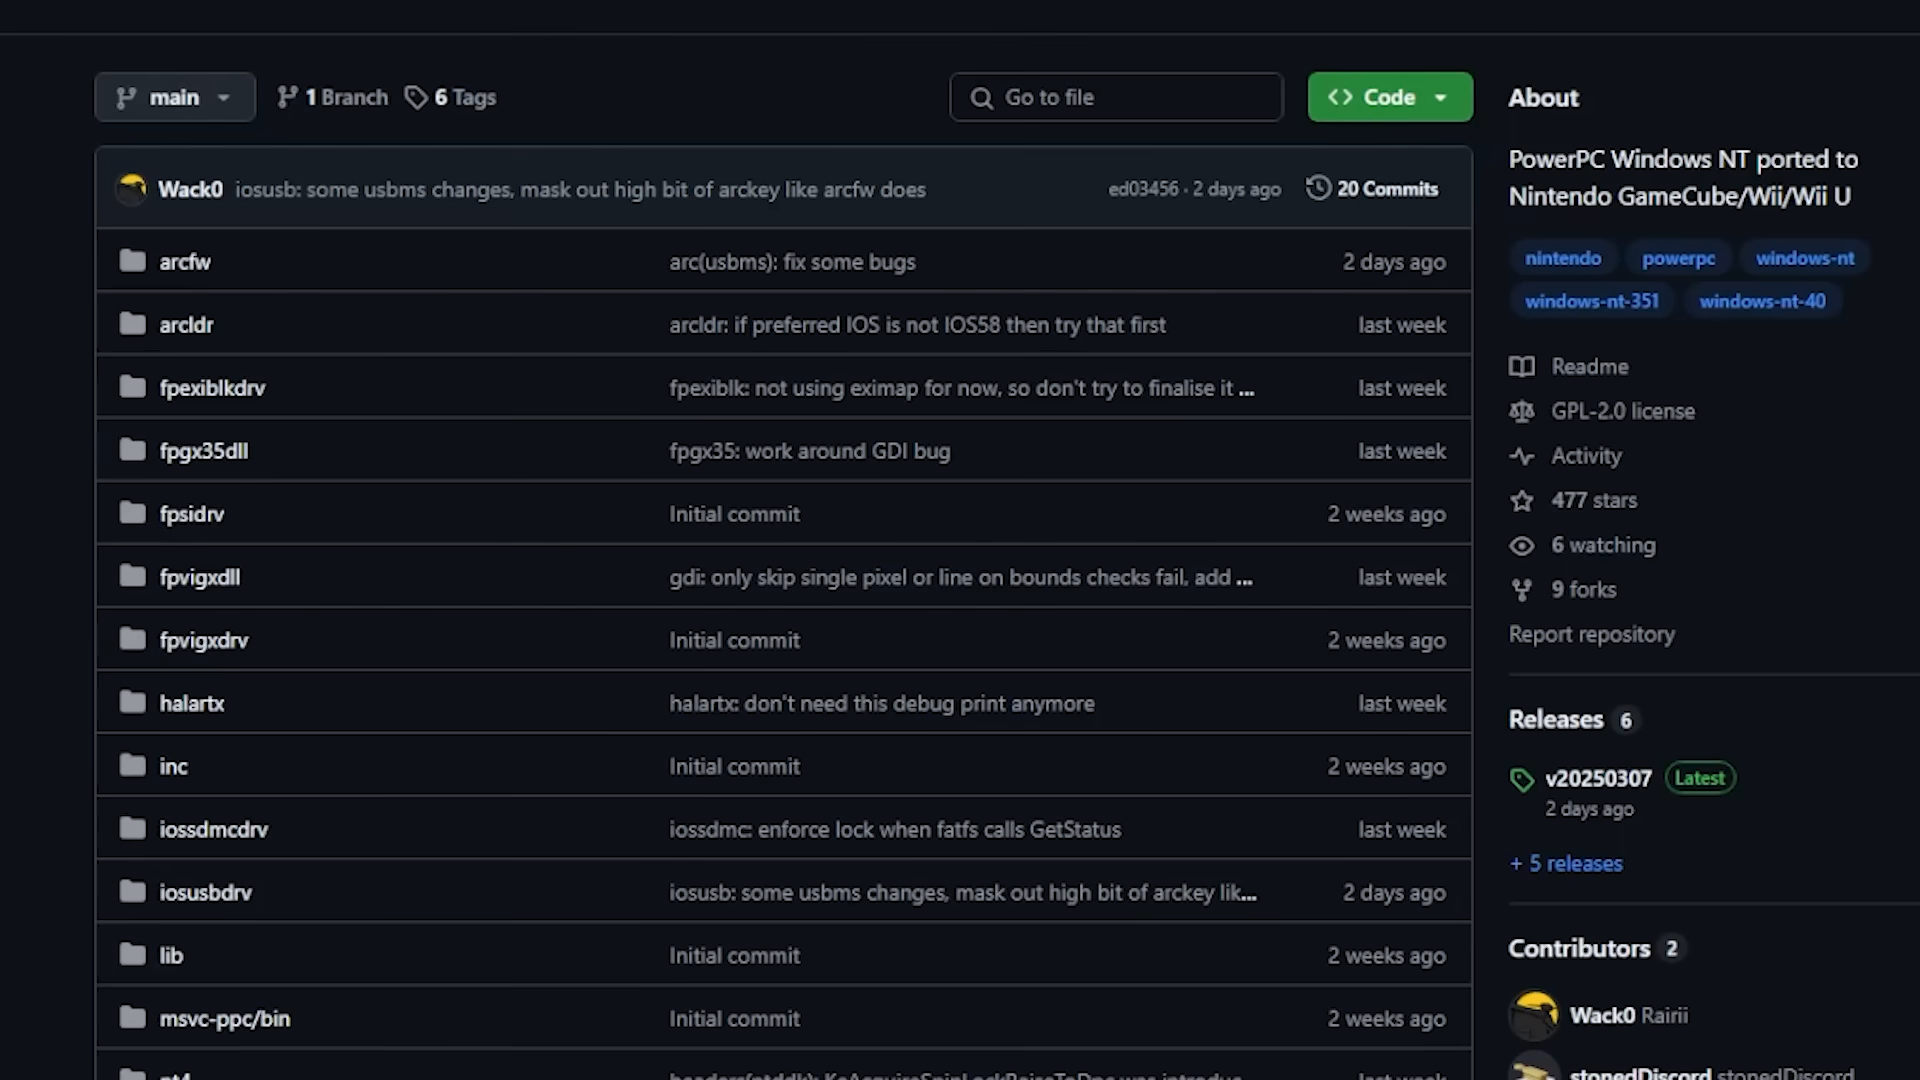 main 1 Branch 6 Tags Go to file Code
Wack0 iosusb: some usbms changes, mask out high bit of arckey like arcfw does ed03456 · 2 days ago 20 Commits
arcfw arc(usbms): fix some bugs 2 days ago
arcldr arcldr: if preferred IOS is not IOS58 then try that first last week
fpexiblkdrv fpexiblk: not using eximap for now, so don't try to finalise it ... last week
fpgx35dll fpgx35: work around GDI bug last week
fpsidrv Initial commit 2 weeks ago
fpvigxdll gdi: only skip single pixel or line on bounds checks fail, add ... last week
fpvigxdrv Initial commit 2 weeks ago
halartx halartx: don't need this debug print anymore last week
inc Initial commit 2 weeks ago
iossdmcdrv iossdmc: enforce lock when fatfs calls GetStatus last week
iosusbdrv iosusb: some usbms changes, mask out high bit of arckey lik... 2 days ago
lib Initial commit 2 weeks ago
msvc-ppc/bin Initial commit 2 weeks ago
nt4 headers(ntddk): KeAcquireSpinLockRaiseToDpc was introduc... last week
About
PowerPC Windows NT ported to
Nintendo GameCube/Wii/Wii U
nintendo powerpc windows-nt
windows-nt-351 windows-nt-40
Readme
GPL-2.0 license
Activity
477 stars
6 watching
9 forks
Report repository
Releases 6
v20250307 Latest
2 days ago
+ 5 releases
Contributors 2
Wack0 Rairii
stonedDiscord stonedDiscord